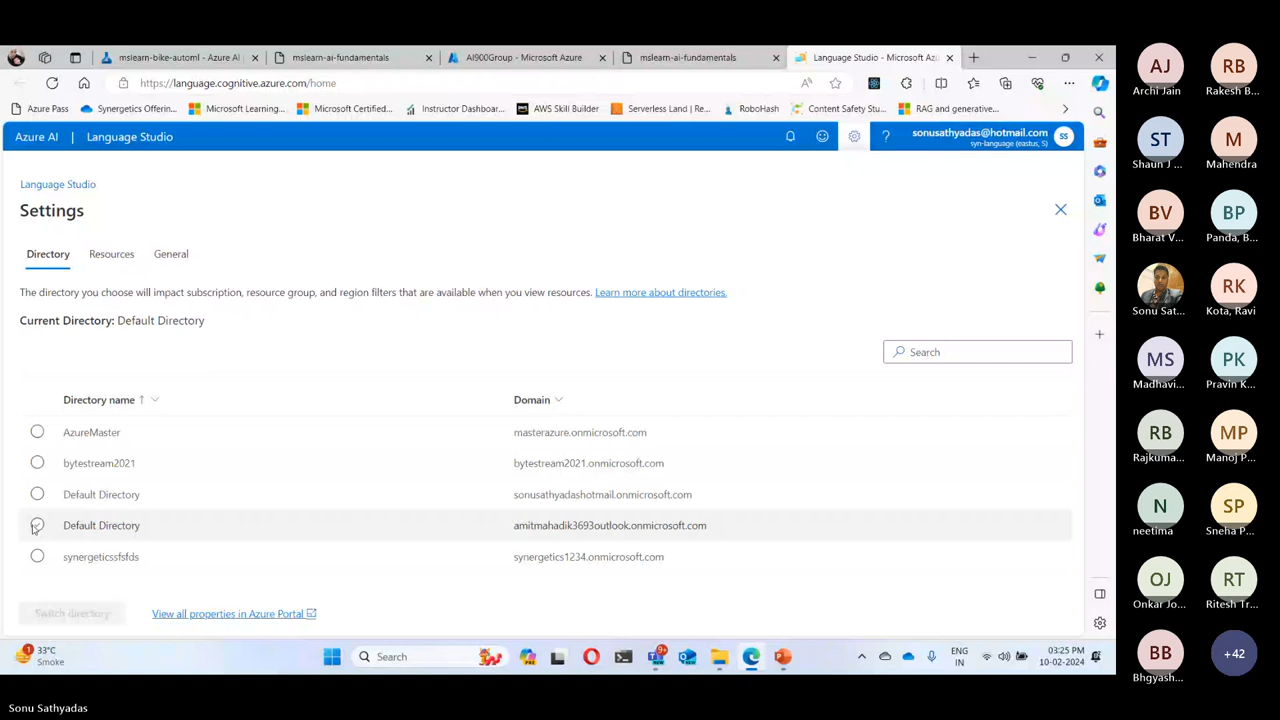 mslearn-bike-automl - Azure AI
mslearn-ai-fundamentals
AI900Group - Microsoft Azure
mslearn-ai-fundamentals
Language Studio - Microsoft Az...
https://language.cognitive.azure.com/home
Azure Pass
Synergetics Offerin...
Microsoft Learning...
Microsoft Certified...
Instructor Dashboar...
AWS Skill Builder
Serverless Land | Re...
RoboHash
Content Safety Stu...
RAG and generative...
Azure AI | Language Studio
sonusathyadas@hotmail.com
syn-language (eastus, S)
SS
Language Studio
Settings
Directory
Resources
General
The directory you choose will impact subscription, resource group, and region filters that are available when you view resources. Learn more about directories.
Current Directory: Default Directory
Search
Directory name ↑ Domain
AzureMaster masterazure.onmicrosoft.com
bytestream2021 bytestream2021.onmicrosoft.com
Default Directory sonusathyadashotmail.onmicrosoft.com
Default Directory amitmahadik3693outlook.onmicrosoft.com
synergeticssfsfds synergetics1234.onmicrosoft.com
Switch directory
View all properties in Azure Portal
33°C
Smoke
Search
9+
ENG
IN
03:25 PM
10-02-2024
AJ
Archi Jain
RB
Rakesh B...
ST
Shaun J ...
M
Mahendra
BV
Bharat V...
BP
Panda, B...
Sonu Sat...
RK
Kota, Ravi
MS
Madhavi...
PK
Pravin K...
RB
Rajkuma...
MP
Manoj P...
N
neetima
SP
Sneha P...
OJ
Onkar Jo...
RT
Ritesh Tr...
BB
Bhgyash...
+42
Sonu Sathyadas